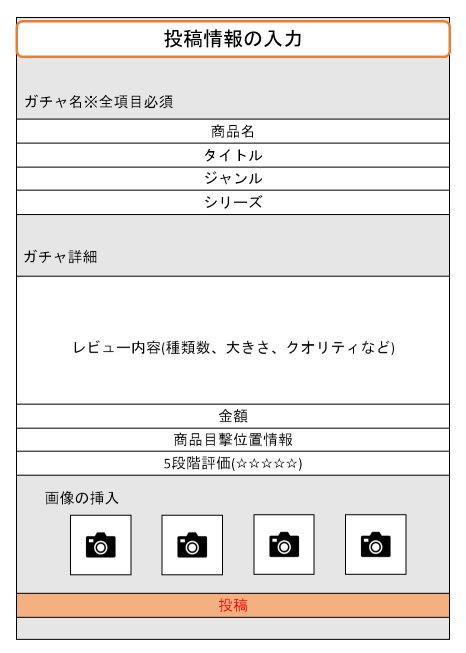 投稿情報の入力
ガチャ名※全項目必須
商品名
タイトル
ジャンル
シリーズ
ガチャ詳細
レビュー内容(種類数、大きさ、クオリティなど)
金額
商品目撃位置情報
5段階評価(☆☆☆☆☆)
画像の挿入
投稿